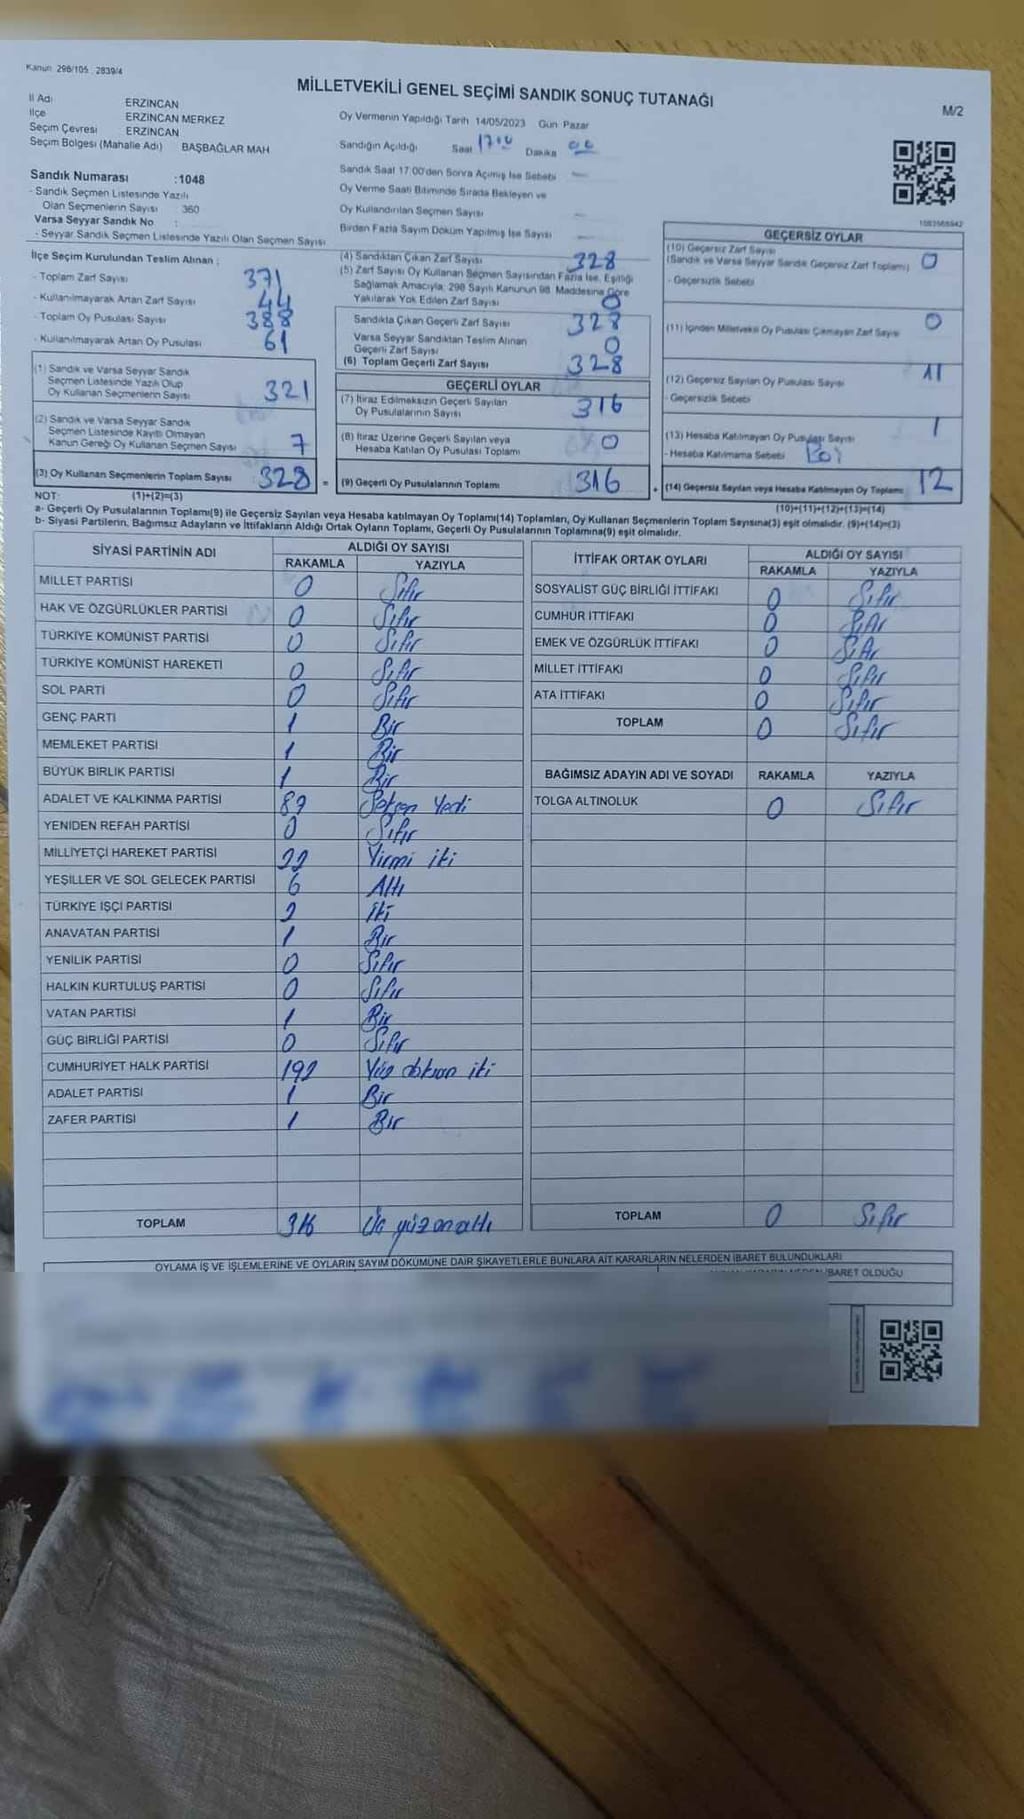 Kanun 298/105 : 2839/4
MİLLETVEKİLİ GENEL SEÇİMİ SANDIK SONUÇ TUTANAĞI
M/2
İl Adı ERZİNCAN
İlçe ERZİNCAN MERKEZ
Seçim Çevresi ERZİNCAN
Seçim Bölgesi (Mahalle Adı) BAŞBAĞLAR MAH
Oy Vermenin Yapıldığı Tarih 14/05/2023 Gün Pazar
Sandığın Açıldığı Saat 17:00 Dakika 00
Sandık Saat 17:00'den Sonra Açımış İse Sebebi —
Oy Verme Saati Bitiminde Sırada Bekleyen ve
Oy Kullandırılan Seçmen Sayısı —
Birden Fazla Sayım Döküm Yapılmış İse Sayısı —
Sandık Numarası :1048
- Sandık Seçmen Listesinde Yazılı
Olan Seçmenlerin Sayısı : 360
Varsa Seyyar Sandık No :
- Seyyar Sandık Seçmen Listesinde Yazılı Olan Seçmen Sayısı
İlçe Seçim Kurulundan Teslim Alınan ;
- Toplam Zarf Sayısı 371
- Kullanılmayarak Artan Zarf Sayısı 44
- Toplam Oy Pusulası Sayısı 388
- Kullanılmayarak Artan Oy Pusulası 61
(1) Sandık ve Varsa Seyyar Sandık
Seçmen Listesinde Yazılı Olup
Oy Kullanan Seçmenlerin Sayısı 321
(2) Sandık ve Varsa Seyyar Sandık
Seçmen Listesinde Kayıtlı Olmayan
Kanun Gereği Oy Kullanan Seçmen Sayısı 7
(3) Oy Kullanan Seçmenlerin Toplam Sayısı 328 =
(4) Sandıktan Çıkan Zarf Sayısı 328
(5) Zarf Sayısı Oy Kullanan Seçmen Sayısından Fazla İse, Eşitliği
Sağlamak Amacıyla, 298 Sayılı Kanunun 98. Maddesine Göre
Yakılarak Yok Edilen Zarf Sayısı 0
Sandıkta Çıkan Geçerli Zarf Sayısı 328
Varsa Seyyar Sandıktan Teslim Alınan
Geçerli Zarf Sayısı 0
(6) Toplam Geçerli Zarf Sayısı 328
GEÇERLİ OYLAR
(7) İtiraz Edilmeksizin Geçerli Sayılan
Oy Pusulalarının Sayısı 316
(8) İtiraz Üzerine Geçerli Sayılan veya
Hesaba Katılan Oy Pusulası Toplamı 0
(9) Geçerli Oy Pusulalarının Toplamı 316 +
GEÇERSİZ OYLAR
(10) Geçersiz Zarf Sayısı
(Sandık ve Varsa Seyyar Sandık Geçersiz Zarf Toplamı) 0
- Geçersizlik Sebebi
(11) İçinden Milletvekili Oy Pusulası Çıkmayan Zarf Sayısı 0
(12) Geçersiz Sayılan Oy Pusulası Sayısı 11
- Geçersizlik Sebebi
(13) Hesaba Katılmayan Oy Pusulası Sayısı 1
- Hesaba Katılmama Sebebi Boş
(14) Geçersiz Sayılan veya Hesaba Katılmayan Oy Toplamı 12
NOT: (1)+(2)=(3)
(10)+(11)+(12)+(13)=(14)
a- Geçerli Oy Pusulalarının Toplamı(9) ile Geçersiz Sayılan veya Hesaba katılmayan Oy Toplamı(14) Toplamları, Oy Kullanan Seçmenlerin Toplam Sayısına(3) eşit olmalıdır. (9)+(14)=(3)
b- Siyasi Partilerin, Bağımsız Adayların ve İttifakların Aldığı Ortak Oyların Toplamı, Geçerli Oy Pusulalarının Toplamına(9) eşit olmalıdır.
SİYASİ PARTİNİN ADI ALDIĞI OY SAYISI
RAKAMLA YAZIYLA
MİLLET PARTİSİ 0 Sıfır
HAK VE ÖZGÜRLÜKLER PARTİSİ 0 Sıfır
TÜRKİYE KOMÜNİST PARTİSİ 0 Sıfır
TÜRKİYE KOMÜNİST HAREKETİ 0 Sıfır
SOL PARTİ 0 Sıfır
GENÇ PARTİ 1 Bir
MEMLEKET PARTİSİ 1 Bir
BÜYÜK BİRLİK PARTİSİ 1 Bir
ADALET VE KALKINMA PARTİSİ 87 Seksen Yedi
YENİDEN REFAH PARTİSİ 0 Sıfır
MİLLİYETÇİ HAREKET PARTİSİ 22 Yirmi iki
YEŞİLLER VE SOL GELECEK PARTİSİ 6 Altı
TÜRKİYE İŞÇİ PARTİSİ 2 iki
ANAVATAN PARTİSİ 1 Bir
YENİLİK PARTİSİ 0 Sıfır
HALKIN KURTULUŞ PARTİSİ 0 Sıfır
VATAN PARTİSİ 1 Bir
GÜÇ BİRLİĞİ PARTİSİ 0 Sıfır
CUMHURİYET HALK PARTİSİ 192 Yüz doksan iki
ADALET PARTİSİ 1 Bir
ZAFER PARTİSİ 1 Bir
TOPLAM 316 Üç yüz on altı
İTTİFAK ORTAK OYLARI ALDIĞI OY SAYISI
RAKAMLA YAZIYLA
SOSYALİST GÜÇ BİRLİĞİ İTTİFAKI 0 Sıfır
CUMHUR İTTİFAKI 0 Sıfır
EMEK VE ÖZGÜRLÜK İTTİFAKI 0 Sıfır
MİLLET İTTİFAKI 0 Sıfır
ATA İTTİFAKI 0 Sıfır
TOPLAM 0 Sıfır
BAĞIMSIZ ADAYIN ADI VE SOYADI RAKAMLA YAZIYLA
TOLGA ALTINOLUK 0 Sıfır
TOPLAM 0 Sıfır
OYLAMA İŞ VE İŞLEMLERİNE VE OYLARIN SAYIM DÖKÜMÜNE DAİR ŞİKAYETLERLE BUNLARA AİT KARARLARIN NELERDEN İBARET BULUNDUKLARI
İBARET OLDUĞU